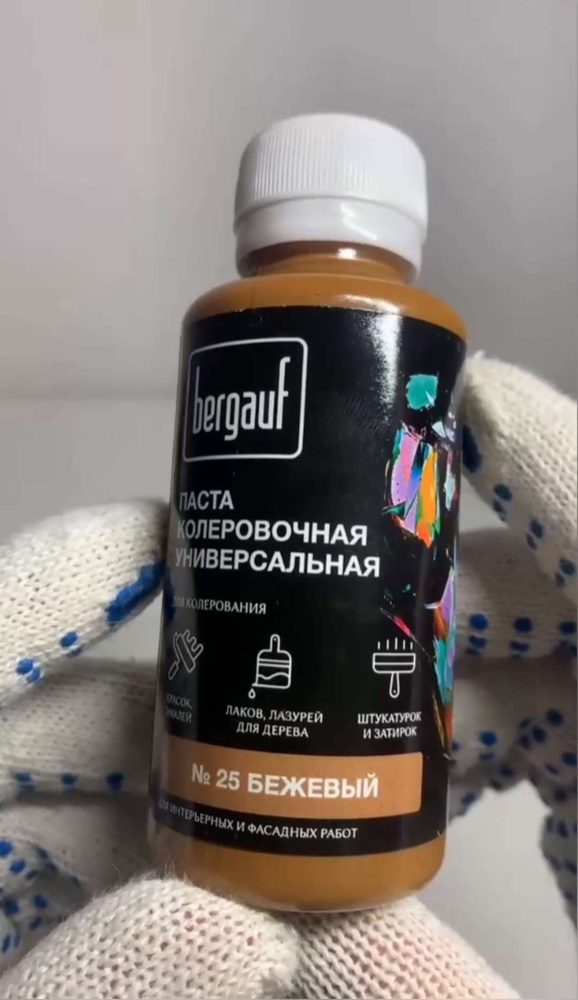 bergauf
ПАСТА
КОЛЕРОВОЧНАЯ
УНИВЕРСАЛЬНАЯ
ДЛЯ КОЛЕРОВАНИЯ
КРАСОК,
ЭМАЛЕЙ
ЛАКОВ, ЛАЗУРЕЙ
ДЛЯ ДЕРЕВА
ШТУКАТУРОК
И ЗАТИРОК
№ 25 БЕЖЕВЫЙ
ДЛЯ ИНТЕРЬЕРНЫХ И ФАСАДНЫХ РАБОТ